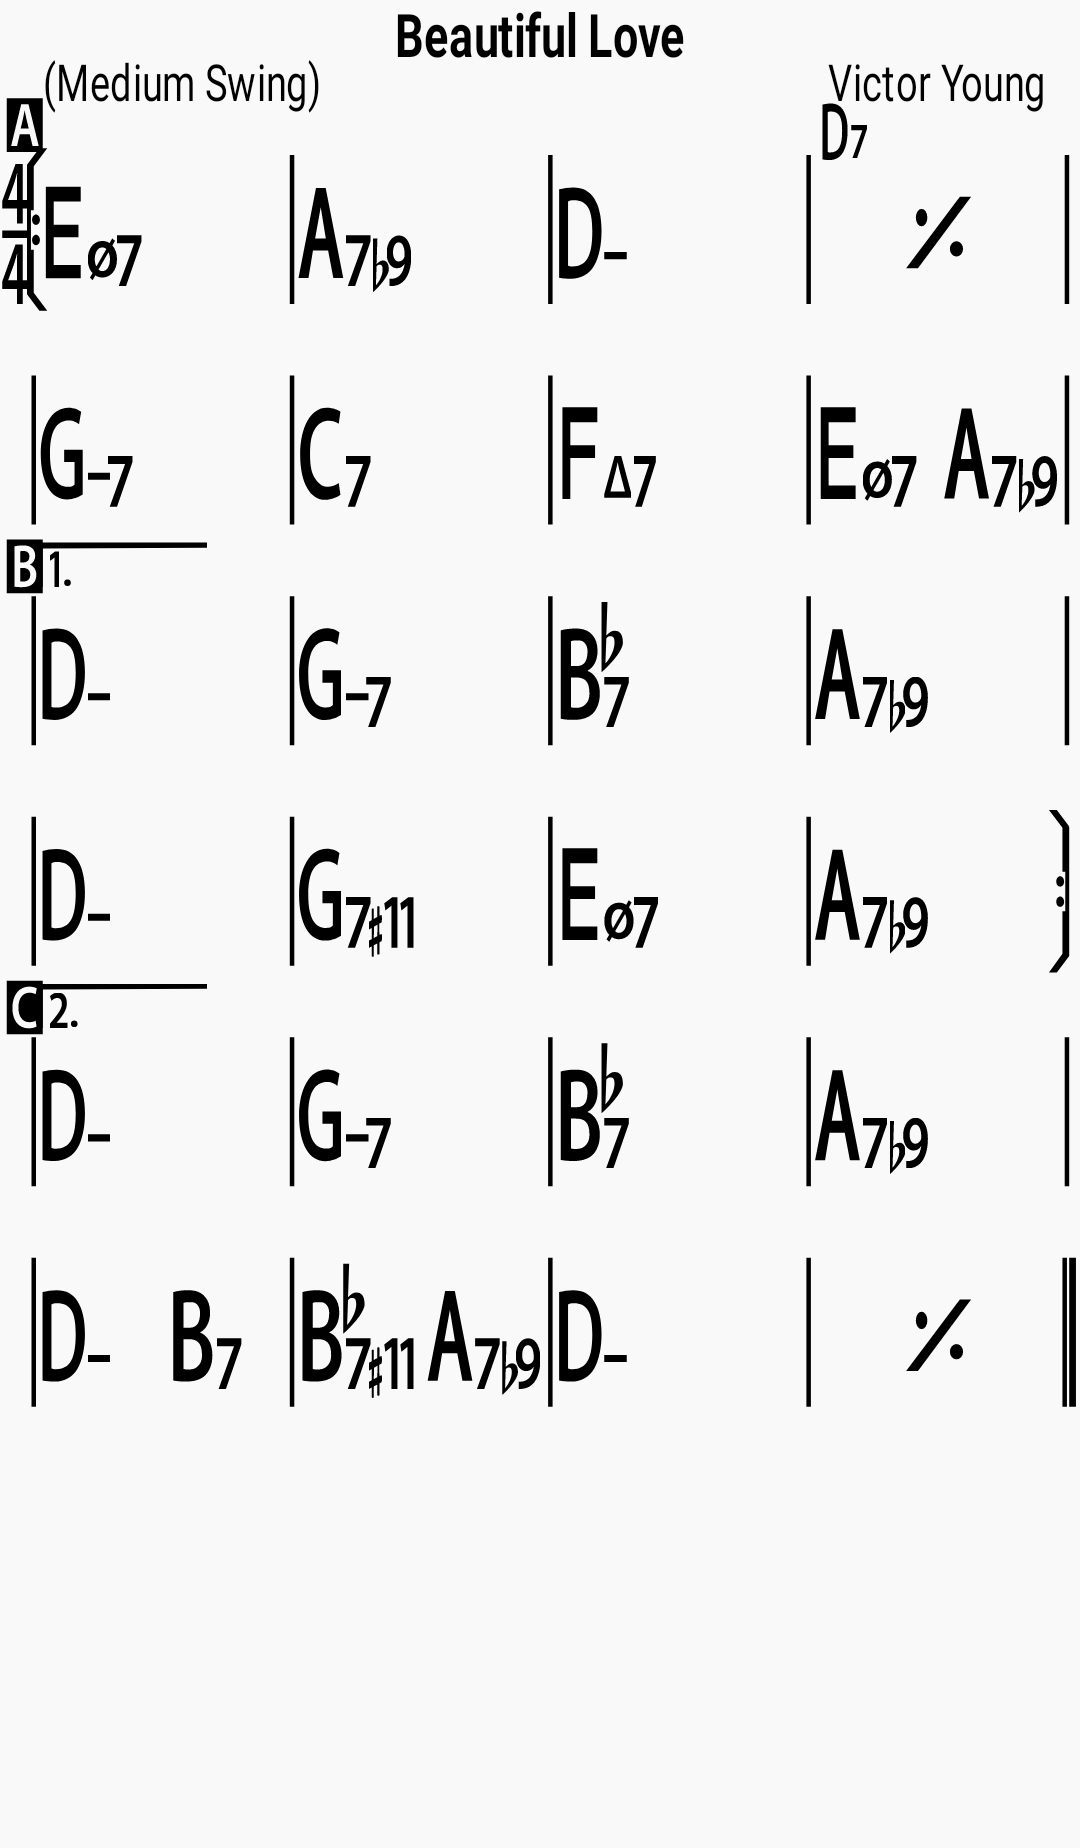 Beautiful Love
(Medium Swing) Victor Young
A D7
4/4 Eø7 A7♭9 D– 𝄎
G–7 C7 FΔ7 Eø7 A7♭9
B 1.
D– G–7 B♭7 A7♭9
D– G7♯11 Eø7 A7♭9
C 2.
D– G–7 B♭7 A7♭9
D– B7 B♭7♯11 A7♭9 D– 𝄎